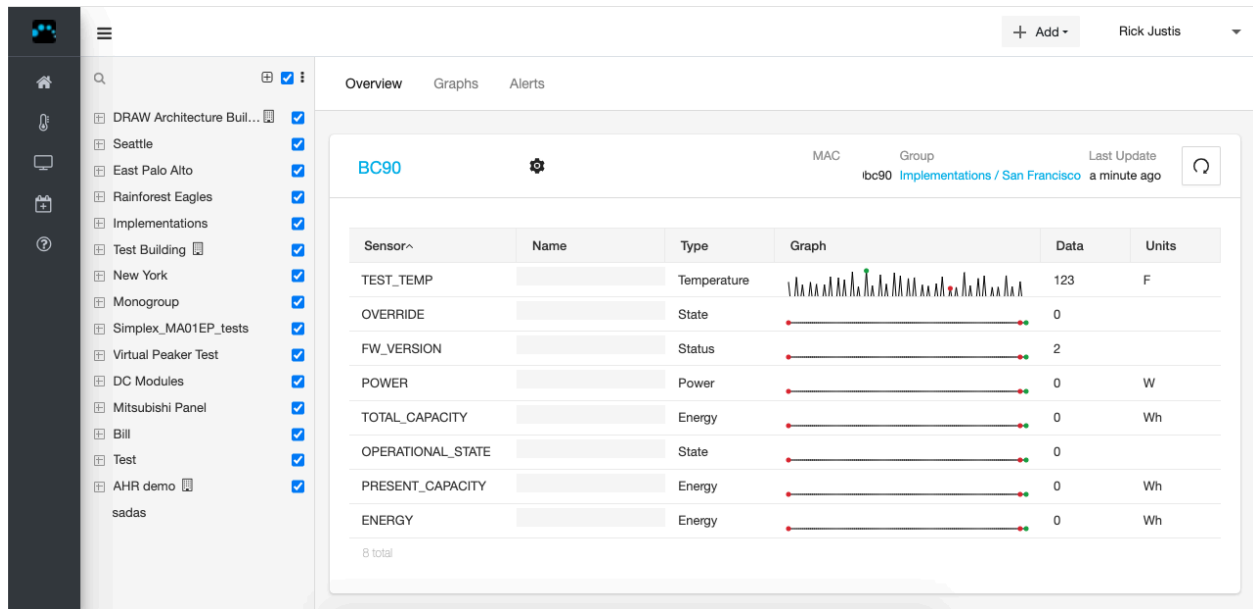 Add
Rick Justis
Overview Graphs Alerts
DRAW Architecture Buil...
Seattle
East Palo Alto
Rainforest Eagles
Implementations
Test Building
New York
Monogroup
Simplex_MA01EP_tests
Virtual Peaker Test
DC Modules
Mitsubishi Panel
Bill
Test
AHR demo
sadas
BC90
MAC Group Last Update
bc90 Implementations / San Francisco a minute ago
Sensor Name Type Graph Data Units
TEST_TEMP Temperature 123 F
OVERRIDE State 0
FW_VERSION Status 2
POWER Power 0 W
TOTAL_CAPACITY Energy 0 Wh
OPERATIONAL_STATE State 0
PRESENT_CAPACITY Energy 0 Wh
ENERGY Energy 0 Wh
8 total